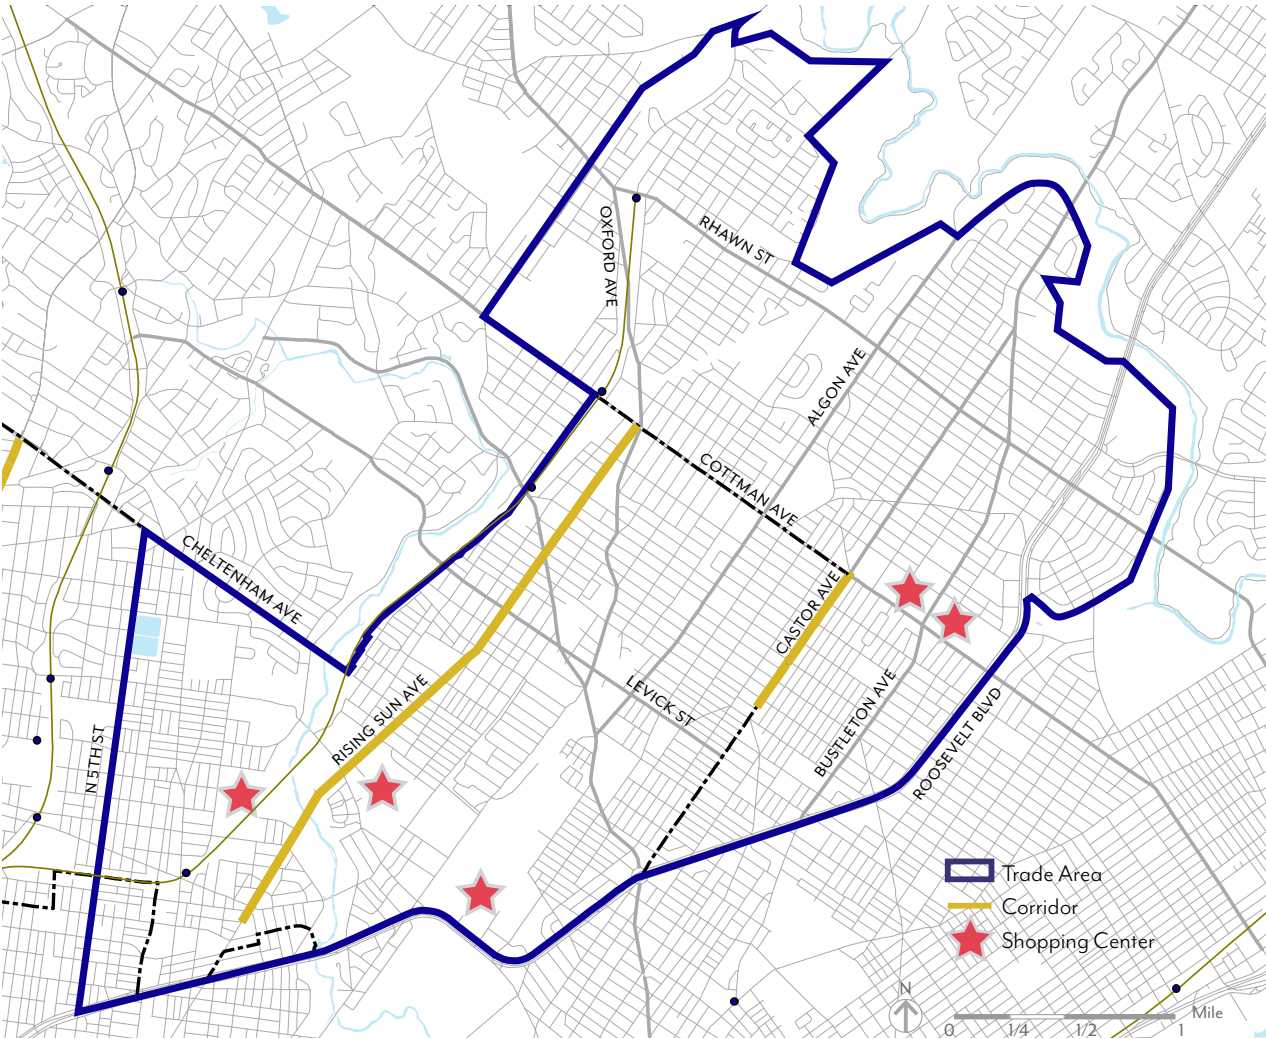 OXFORD AVE
RHAWN ST
ALGON AVE
COTTMAN AVE
CHELTENHAM AVE
CASTOR AVE
RISING SUN AVE
LEVICK ST
BUSTLETON AVE
ROOSEVELT BLVD
N 5TH ST
Trade Area
Corridor
Shopping Center
N
Mile
0 1/4 1/2 1